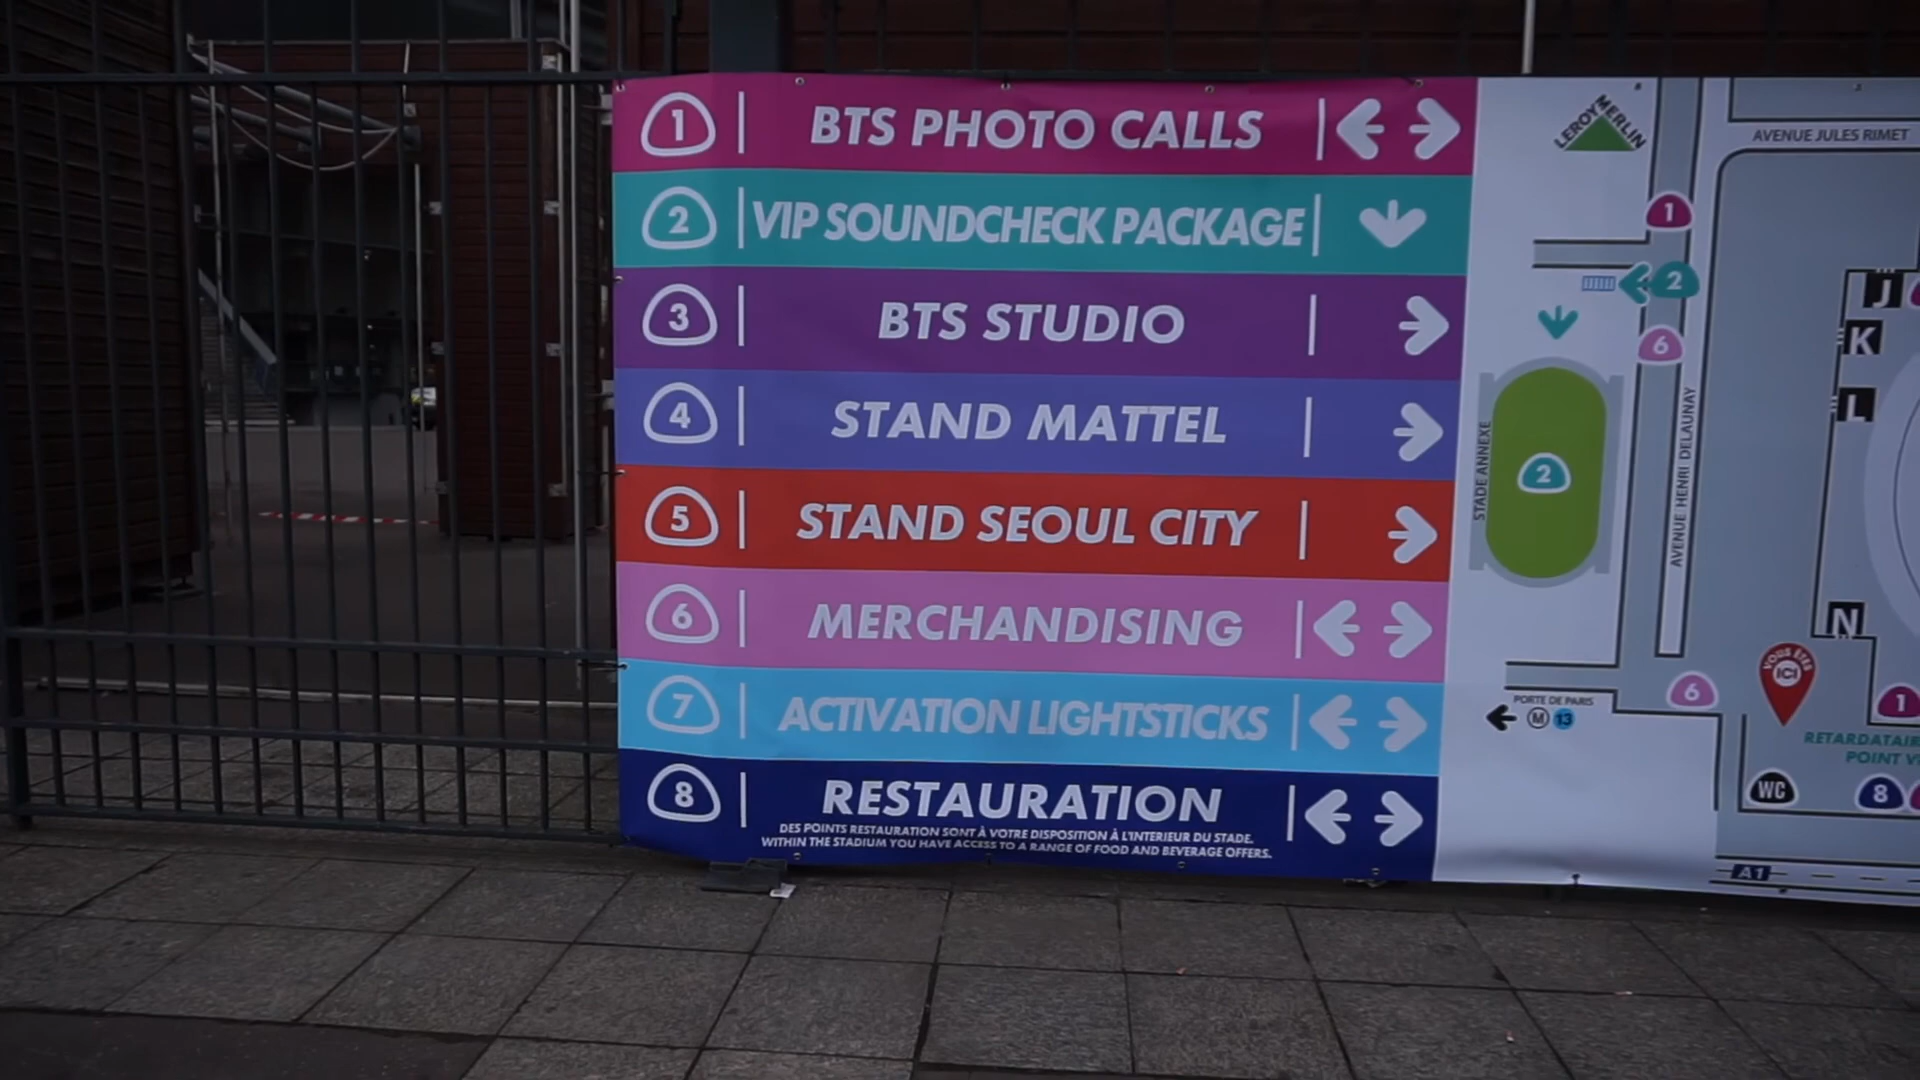 1 BTS PHOTO CALLS
2 VIP SOUNDCHECK PACKAGE
3 BTS STUDIO
4 STAND MATTEL
5 STAND SEOUL CITY
6 MERCHANDISING
7 ACTIVATION LIGHTSTICKS
8 RESTAURATION
DES POINTS RESTAURATION SONT À VOTRE DISPOSITION À L'INTERIEUR DU STADE.
WITHIN THE STADIUM YOU HAVE ACCESS TO A RANGE OF FOOD AND BEVERAGE OFFERS.
LEROY MERLIN
AVENUE JULES RIMET
1
2
6
J
K
L
STADE ANNEXE
2
AVENUE HENRI DELAUNAY
N
VOUS ÊTES
ICI
6
1
PORTE DE PARIS
M 13
POINT
WC
8
A1